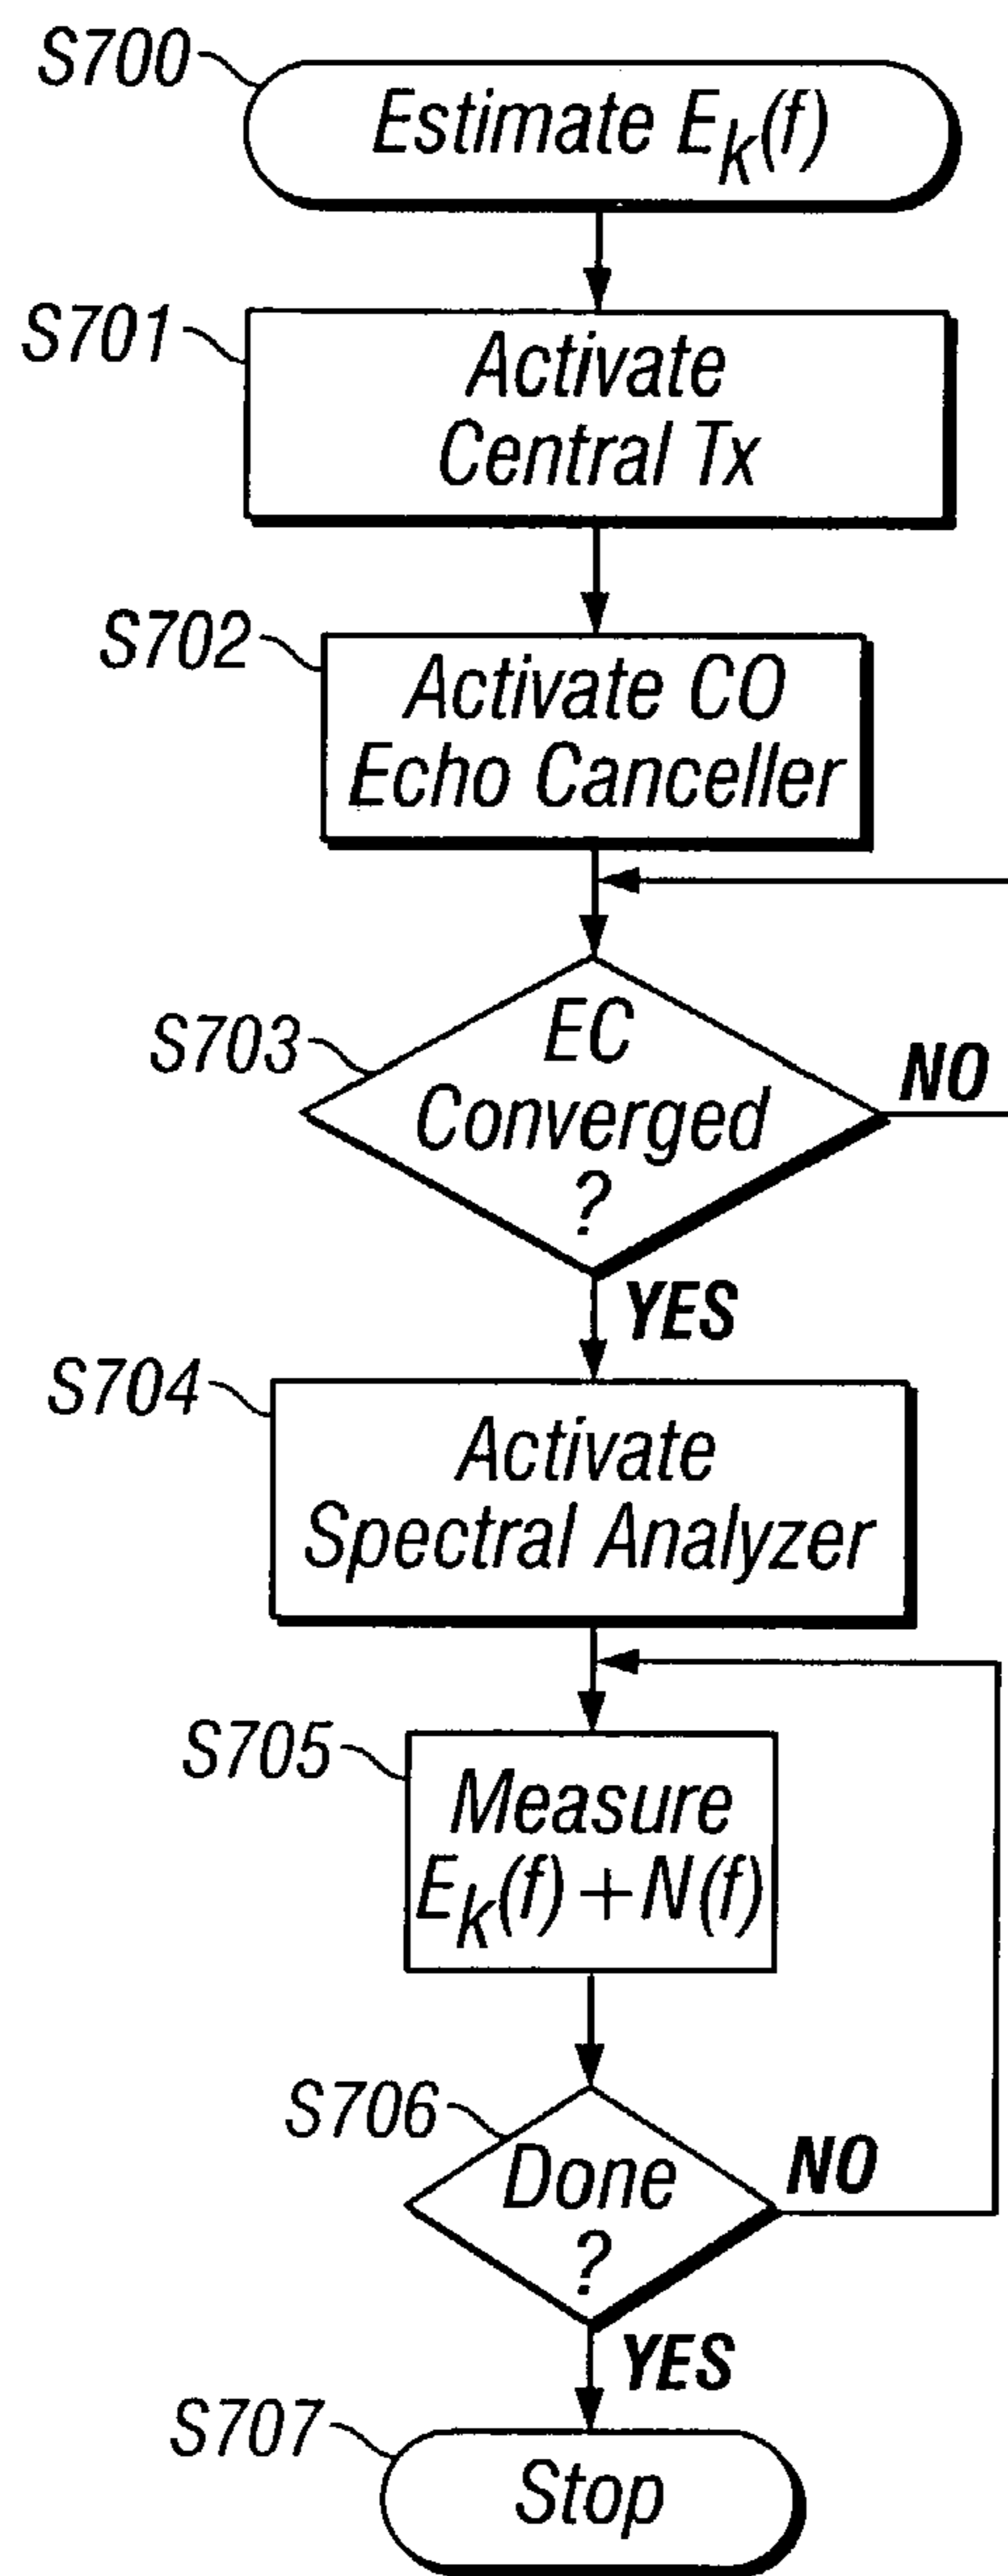 S700
Estimate E_k(f)
S701
Activate
Central Tx
S702
Activate CO
Echo Canceller
S703
EC
Converged
?
NO
YES
S704
Activate
Spectral Analyzer
S705
Measure
E_k(f)+N(f)
S706
Done
?
NO
YES
S707
Stop